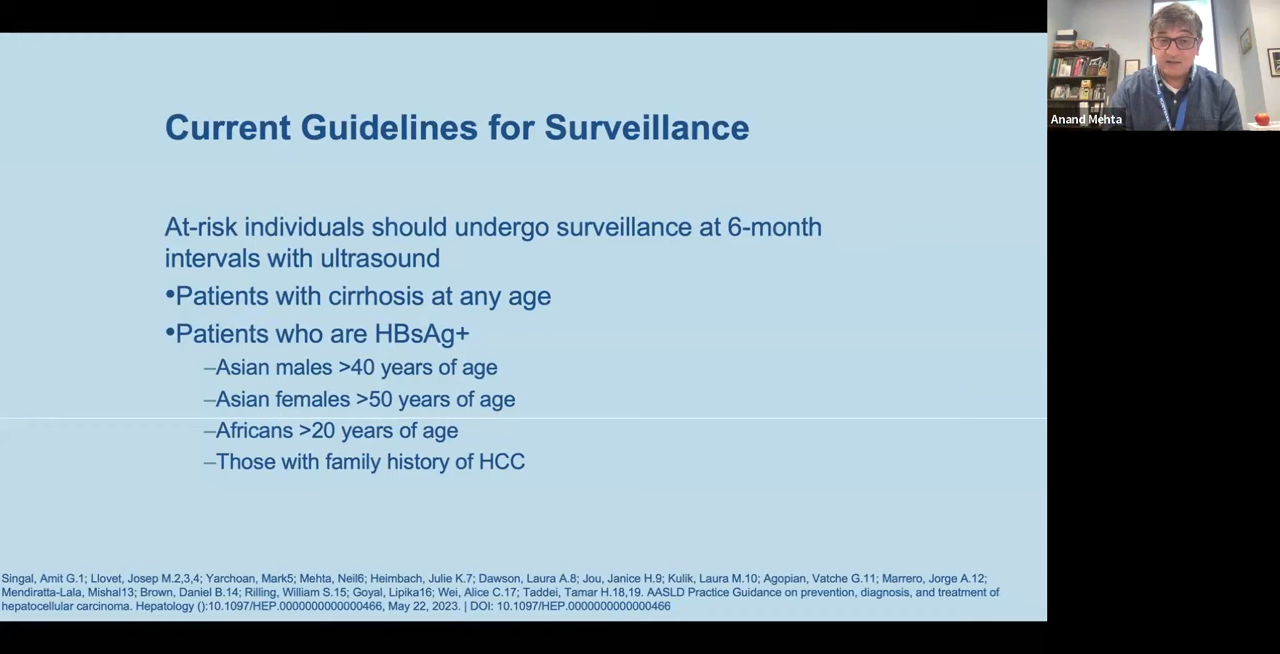 Current Guidelines for Surveillance
At-risk individuals should undergo surveillance at 6-month
intervals with ultrasound
•Patients with cirrhosis at any age
•Patients who are HBsAg+
–Asian males >40 years of age
–Asian females >50 years of age
–Africans >20 years of age
–Those with family history of HCC
Singal, Amit G.1; Llovet, Josep M.2,3,4; Yarchoan, Mark5; Mehta, Neil6; Heimbach, Julie K.7; Dawson, Laura A.8; Jou, Janice H.9; Kulik, Laura M.10; Agopian, Vatche G.11; Marrero, Jorge A.12;
Mendiratta-Lala, Mishal13; Brown, Daniel B.14; Rilling, William S.15; Goyal, Lipika16; Wei, Alice C.17; Taddei, Tamar H.18,19. AASLD Practice Guidance on prevention, diagnosis, and treatment of
hepatocellular carcinoma. Hepatology ():10.1097/HEP.0000000000000466, May 22, 2023. | DOI: 10.1097/HEP.0000000000000466
Anand Mehta